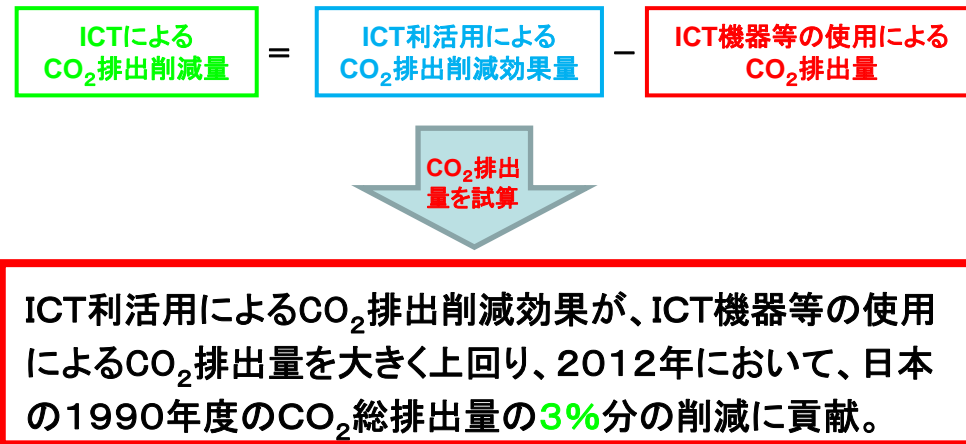 ICTによる
CO₂排出削減量
=
ICT利活用による
CO₂排出削減効果量
−
ICT機器等の使用による
CO₂排出量
CO₂排出
量を試算
ICT利活用によるCO₂排出削減効果が、ICT機器等の使用
によるCO₂排出量を大きく上回り、2012年において、日本
の1990年度のCO₂総排出量の3%分の削減に貢献。